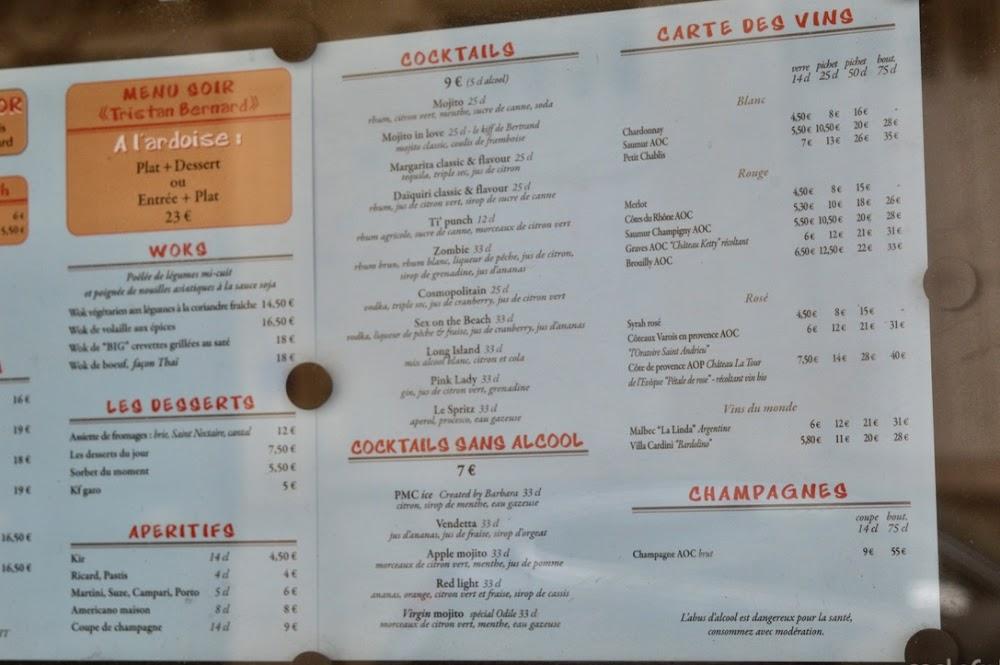 OR
rd
h
6€
5,50€
16 €
19 €
18 €
19 €
16,50 €
16,50 €
MENU SOIR
«Tristan Bernard»
A l'ardoise :
Plat + Dessert
ou
Entrée + Plat
23 €
WOKS
Poêlée de légumes mi-cuit
et poignée de nouilles asiatiques à la sauce soja
Wok végétarien aux légumes à la coriandre fraîche 14,50 €
Wok de volaille aux épices 16,50 €
Wok de "BIG" crevettes grillées au saté 18 €
Wok de boeuf, façon Thaï 18 €
LES DESSERTS
Assiette de fromages : brie, Saint Nectaire, cantal 12 €
Les desserts du jour 7,50 €
Sorbet du moment 5,50 €
Kf gazo 5 €
APERITIFS
Kir 14 cl 4,50 €
Ricard, Pastis 4 cl 4 €
Martini, Suze, Campari, Porto 5 cl 6 €
Americano maison 8 cl 8 €
Coupe de champagne 14 cl 9 €
COCKTAILS
9 € (5 cl alcool)
Mojito 25 cl
rhum, citron vert, menthe, sucre de canne, soda
Mojito in love 25 cl - le kiff de Bertrand
mojito classic, coulis de framboise
Margarita classic & flavour 25 cl
tequila, triple sec, jus de citron
Daïquiri classic & flavour 25 cl
rhum, jus de citron vert, sirop de sucre de canne
Ti' punch 12 cl
rhum agricole, sucre de canne, morceaux de citron vert
Zombie 33 cl
rhum brun, rhum blanc, liqueur de pêche, jus de citron,
sirop de grenadine, jus d'ananas
Cosmopolitain 25 cl
vodka, triple sec, jus de cranberry, jus de citron vert
Sex on the Beach 33 cl
vodka, liqueur de pêche & fraise, jus de cranberry, jus d'ananas
Long Island 33 cl
mix alcool blanc, citron et cola
Pink Lady 33 cl
gin, jus de citron vert, grenadine
Le Spritz 33 cl
aperol, procesco, eau gazeuse
COCKTAILS SANS ALCOOL
7 €
PMC ice Created by Barbara 33 cl
citron, sirop de menthe, eau gazeuse
Vendetta 33 cl
jus d'ananas, jus de fraise, sirop d'orgeat
Apple mojito 33 cl
morceaux de citron vert, menthe, jus de pomme
Red light 33 cl
ananas, orange, citron vert et fraise, sirop de cassis
Virgin mojito spécial Odile 33 cl
morceaux de citron vert, menthe, eau gazeuse
CARTE DES VINS
verre pichet pichet bout.
14 cl 25 cl 50 cl 75 cl
Blanc
Chardonnay 4,50 € 8 € 16 € -
Saumur AOC 5,50 € 10,50 € 20 € 28 €
Petit Chablis 7 € 13 € 26 € 35 €
Rouge
Merlot 4,50 € 8 € 15 € -
Côtes du Rhône AOC 5,30 € 10 € 18 € 26 €
Saumur Champigny AOC 5,50 € 10,50 € 20 € 28 €
Graves AOC "Château Ketty" récoltant 6 € 12 € 21 € 31 €
Brouilly AOC 6,50 € 12,50 € 22 € 33 €
Rosé
Syrah rosé 4,50 € 8 € 15 € -
Côteaux Varois en provence AOC 6 € 12 € 21 € 31 €
"l'Oratoire Saint Andrieu"
Côte de provence AOP Château La Tour 7,50 € 14 € 28 € 40 €
de l'Evêque "Pétale de rose" - récoltant vin bio
Vins du monde
Malbec "La Linda" Argentine 6 € 12 € 21 € 31 €
Villa Cardini "Bardolino" 5,80 € 11 € 20 € 28 €
CHAMPAGNES
coupe bout.
14 cl 75 cl
Champagne AOC brut 9 € 55 €
L'abus d'alcool est dangereux pour la santé,
consommez avec modération.